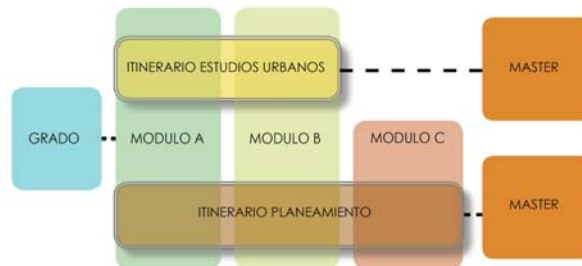 ITINERARIO ESTUDIOS URBANOS
MASTER
GRADO
MODULO A
MODULO B
MODULO C
ITINERARIO PLANEAMIENTO
MASTER